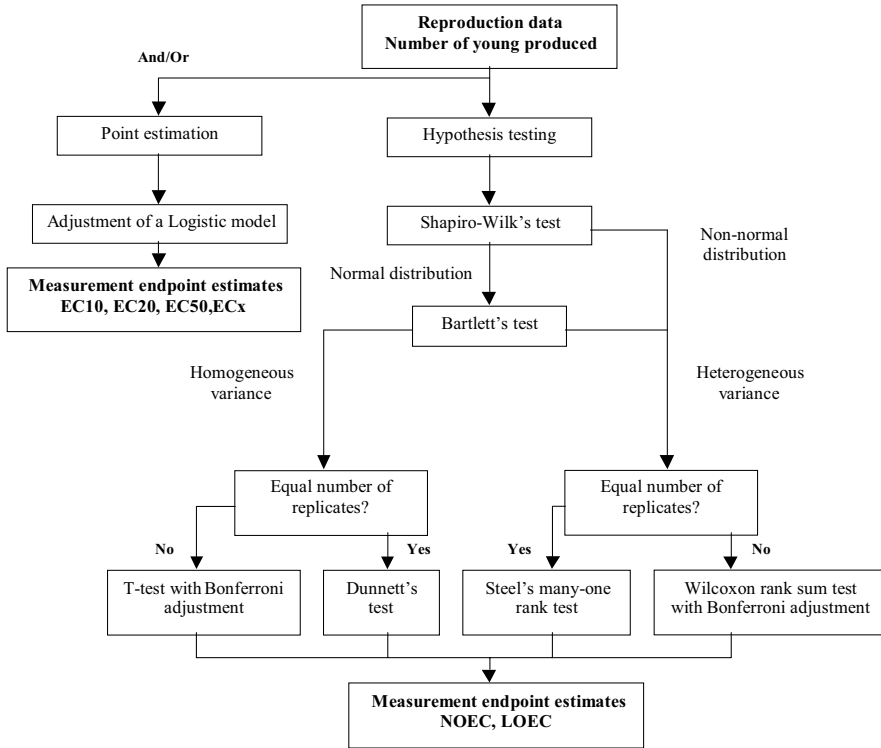 Reproduction data
Number of young produced
And/Or
Point estimation
Hypothesis testing
Adjustment of a Logistic model
Shapiro-Wilk's test
Non-normal
distribution
Measurement endpoint estimates
EC10, EC20, EC50,ECx
Normal distribution
Bartlett's test
Homogeneous
variance
Heterogeneous
variance
Equal number of
replicates?
Equal number of
replicates?
No
Yes
Yes
No
T-test with Bonferroni
adjustment
Dunnett's
test
Steel's many-one
rank test
Wilcoxon rank sum test
with Bonferroni adjustment
Measurement endpoint estimates
NOEC, LOEC